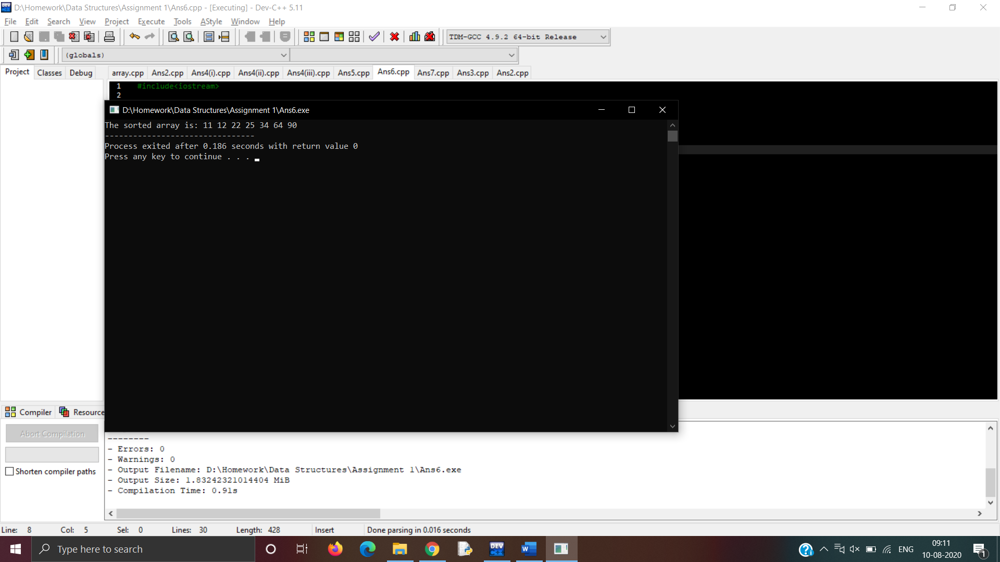 D:\Homework\Data Structures\Assignment 1\Ans6.cpp - [Executing] - Dev-C++ 5.11
File Edit Search View Project Execute Tools AStyle Window Help
TDM-GCC 4.9.2 64-bit Release
(globals)
Project Classes Debug array.cpp Ans2.cpp Ans4(i).cpp Ans4(ii).cpp Ans4(iii).cpp Ans5.cpp Ans6.cpp Ans7.cpp Ans3.cpp Ans2.cpp
1 #include<iostream>
2
D:\Homework\Data Structures\Assignment 1\Ans6.exe
The sorted array is: 11 12 22 25 34 64 90
--------------------------------
Process exited after 0.186 seconds with return value 0
Press any key to continue . . .
Compiler Resource
Abort Compilation
Shorten compiler paths
--------
- Errors: 0
- Warnings: 0
- Output Filename: D:\Homework\Data Structures\Assignment 1\Ans6.exe
- Output Size: 1.83242321014404 MiB
- Compilation Time: 0.91s
Line: 8 Col: 5 Sel: 0 Lines: 30 Length: 428 Insert Done parsing in 0.016 seconds
Type here to search
DEV C++
W
ENG
09:11
10-08-2020
1